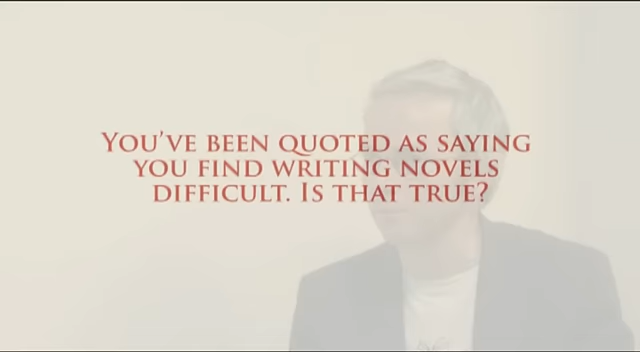 You've been quoted as saying
you find writing novels
difficult. Is that true?